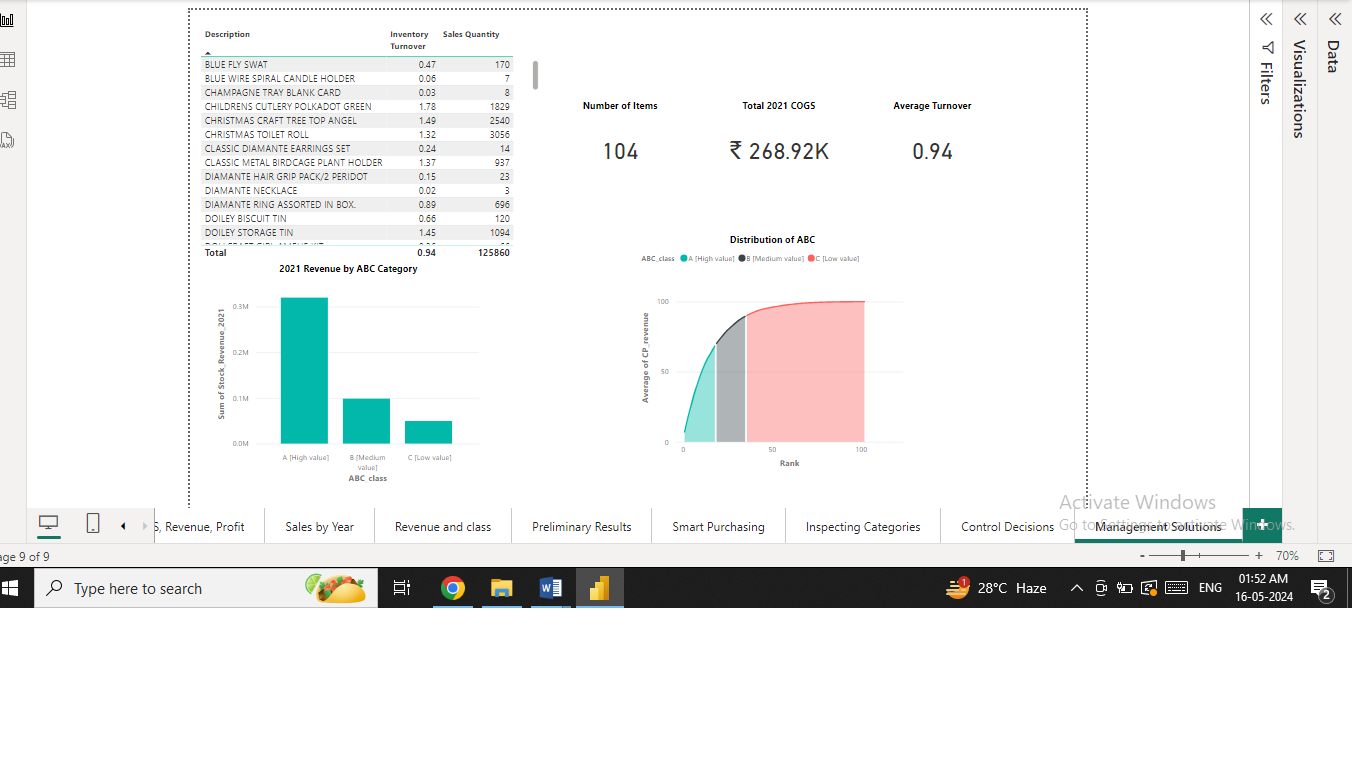 Description Inventory Turnover Sales Quantity
BLUE FLY SWAT 0.47 170
BLUE WIRE SPIRAL CANDLE HOLDER 0.06 7
CHAMPAGNE TRAY BLANK CARD 0.03 8
CHILDRENS CUTLERY POLKADOT GREEN 1.78 1829
CHRISTMAS CRAFT TREE TOP ANGEL 1.49 2540
CHRISTMAS TOILET ROLL 1.32 3056
CLASSIC DIAMANTE EARRINGS SET 0.24 14
CLASSIC METAL BIRDCAGE PLANT HOLDER 1.37 937
DIAMANTE HAIR GRIP PACK/2 PERIDOT 0.15 23
DIAMANTE NECKLACE 0.02 3
DIAMANTE RING ASSORTED IN BOX. 0.89 696
DOILEY BISCUIT TIN 0.66 120
DOILEY STORAGE TIN 1.45 1094
Total 0.94 125860
Number of Items
104
Total 2021 COGS
₹ 268.92K
Average Turnover
0.94
2021 Revenue by ABC Category
Sum of Stock_Revenue_2021
0.3M
0.2M
0.1M
0.0M
A [High value] B [Medium value] C [Low value]
ABC_class
Distribution of ABC
ABC_class A [High value] B [Medium value] C [Low value]
Average of CP_revenue
100
50
0
0 50 100
Rank
Filters
Visualizations
Data
Activate Windows
Go to Settings to activate Windows.
S, Revenue, Profit
Sales by Year
Revenue and class
Preliminary Results
Smart Purchasing
Inspecting Categories
Control Decisions
Management Solutions
+
age 9 of 9
- + 70%
Type here to search
1
28°C Haze
ENG
01:52 AM
16-05-2024
2